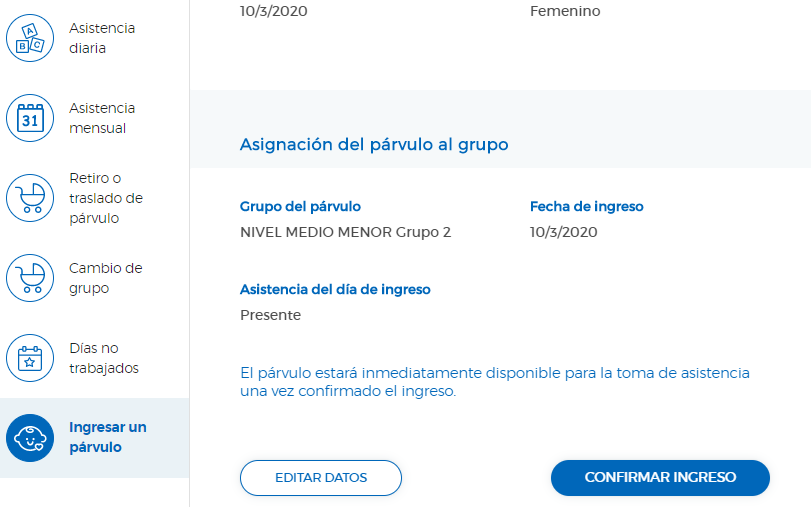 Asistencia
diaria
31
Asistencia
mensual
Retiro o
traslado de
párvulo
Cambio de
grupo
Días no
trabajados
Ingresar un
párvulo
10/3/2020
Femenino
Asignación del párvulo al grupo
Grupo del párvulo
Fecha de ingreso
NIVEL MEDIO MENOR Grupo 2
10/3/2020
Asistencia del día de ingreso
Presente
El párvulo estará inmediatamente disponible para la toma de asistencia
una vez confirmado el ingreso.
EDITAR DATOS
CONFIRMAR INGRESO
A
B C